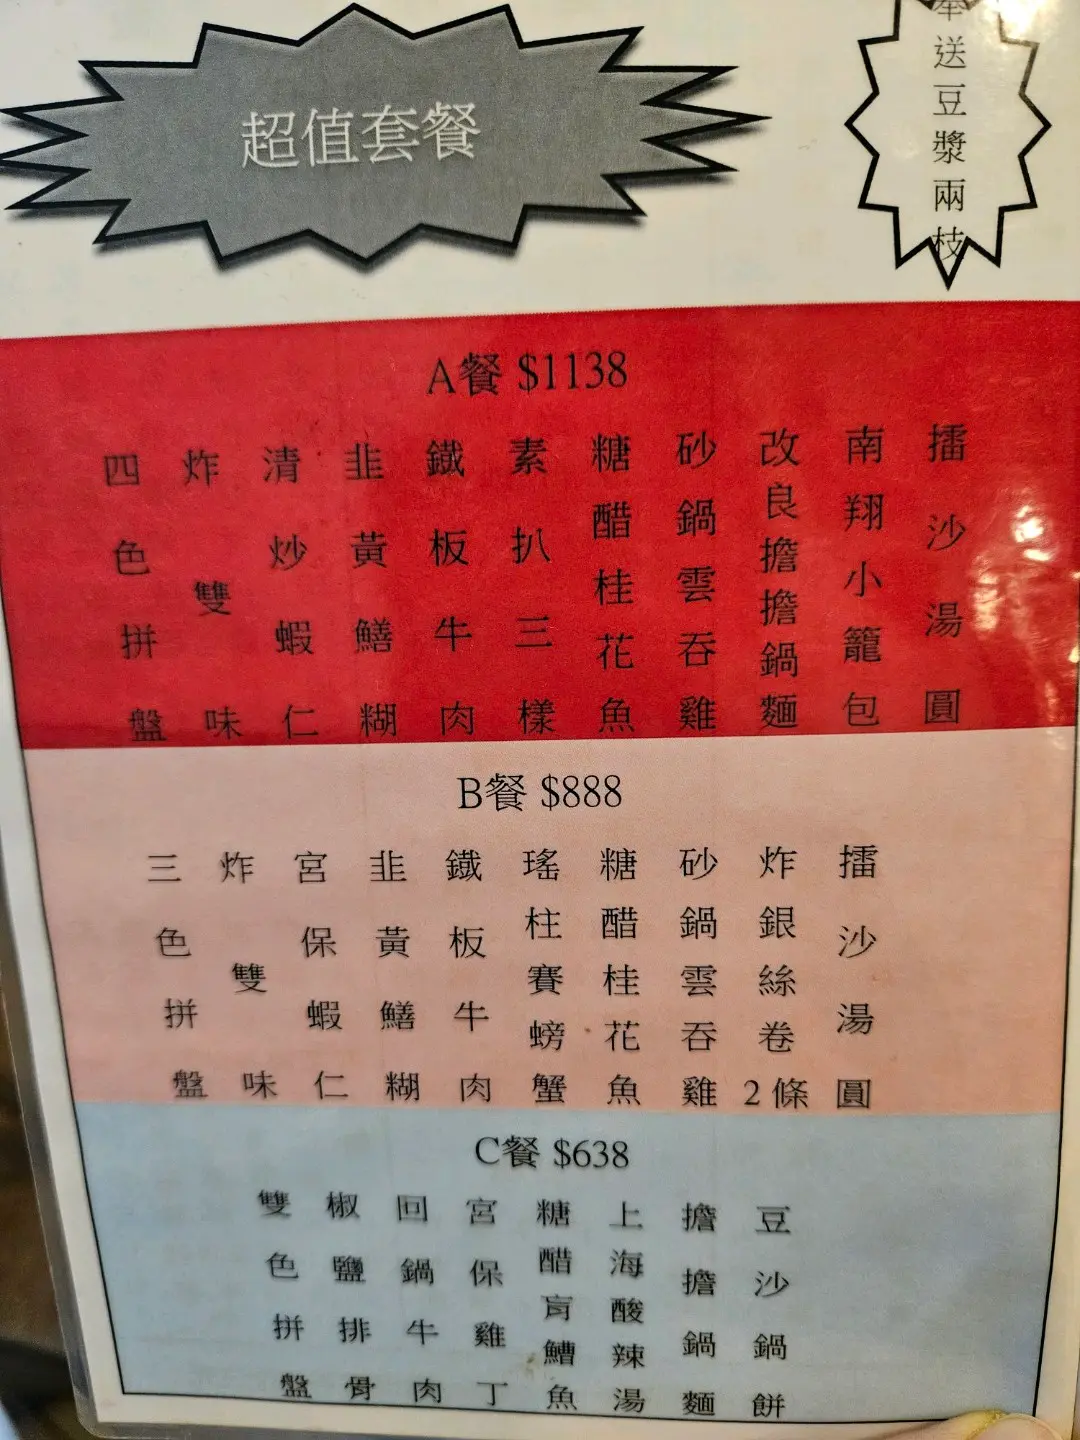 超值套餐
奉送豆漿兩枝
A餐 $1138
四色拼盤
炸雙味
清炒蝦仁
韭黃鱔糊
鐵板牛肉
素扒三樣
糖醋桂花魚
砂鍋雲吞雞
改良擔擔鍋麵
南翔小籠包
擂沙湯圓
B餐 $888
三色拼盤
炸雙味
宮保蝦仁
韭黃鱔糊
鐵板牛肉
瑤柱賽螃蟹
糖醋桂花魚
砂鍋雲吞雞
炸銀絲卷2條
擂沙湯圓
C餐 $638
雙色拼盤
椒鹽排骨
回鍋牛肉
宮保雞丁
糖醋肓鰽魚
上海酸辣湯
擔擔鍋麵
豆沙鍋餅